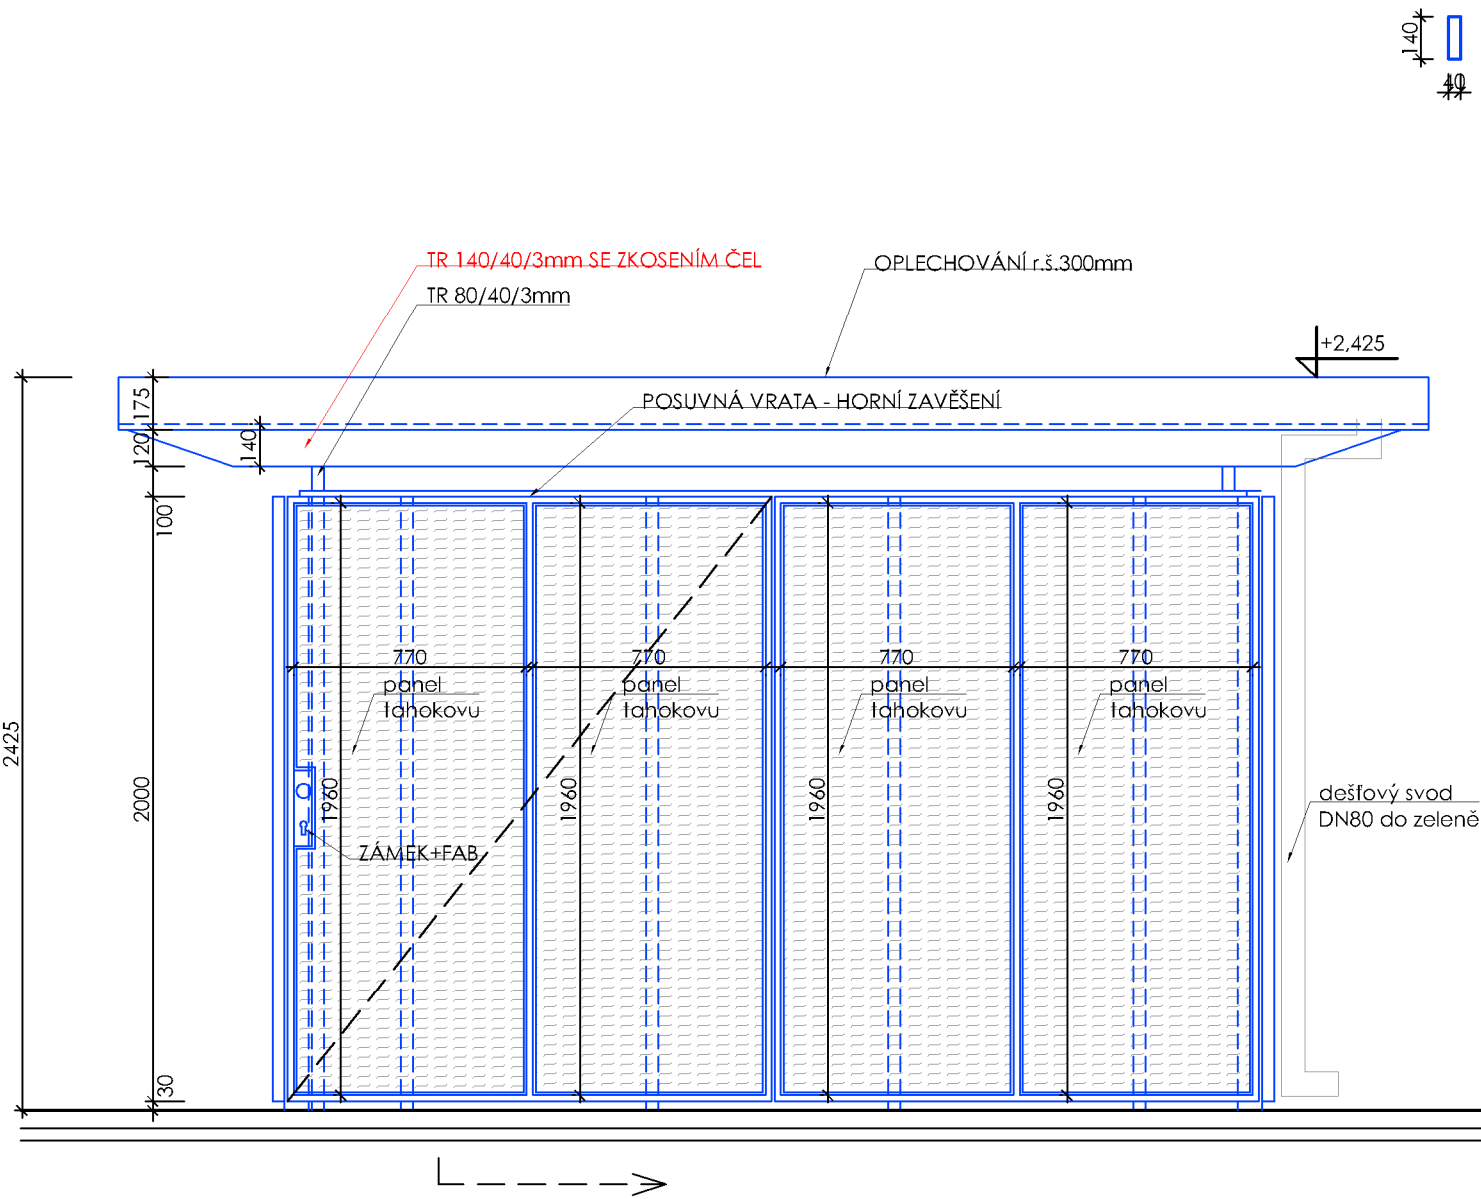 140
40
TR 140/40/3mm SE ZKOSENÍM ČEL
OPLECHOVÁNÍ r.š.300mm
TR 80/40/3mm
+2,425
175
POSUVNÁ VRATA - HORNÍ ZAVĚŠENÍ
120
140
100
770
770
770
770
panel
tahokovu
panel
tahokovu
panel
tahokovu
panel
tahokovu
2425
2000
1960
1960
1960
1960
dešťový svod
DN80 do zeleně
ZÁMEK+FAB
30